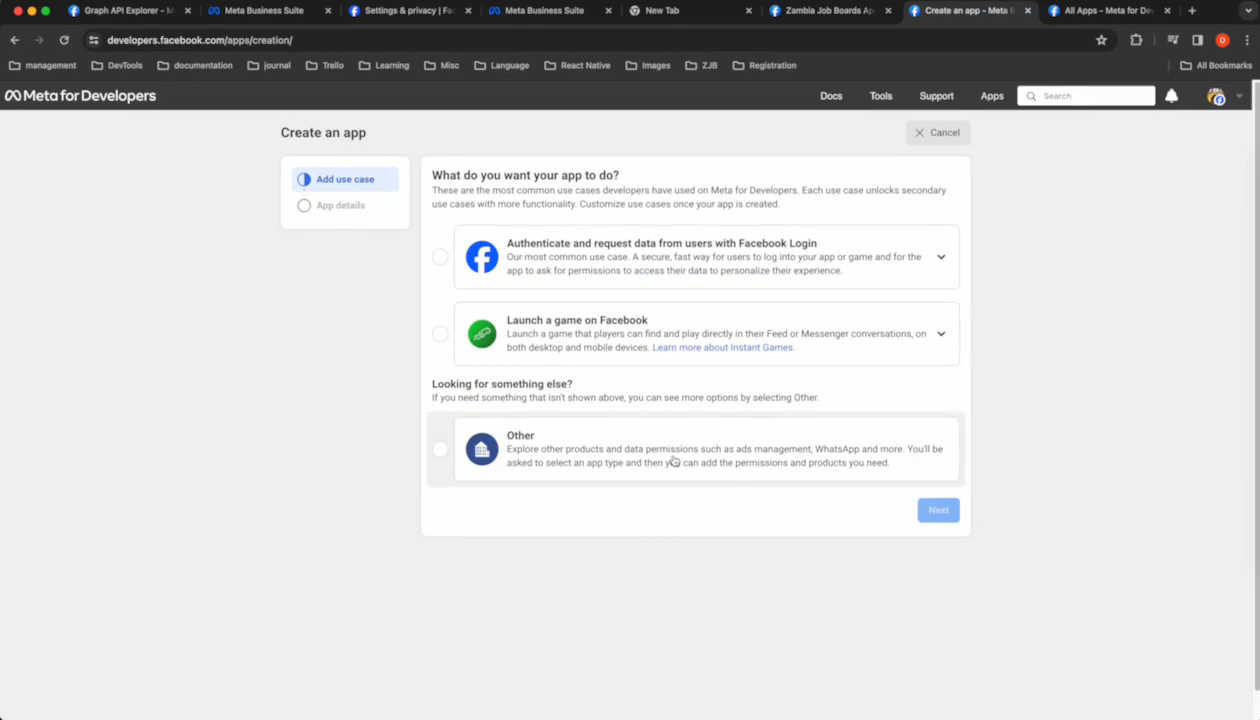 Graph API Explorer - M
Meta Business Suite
Settings & privacy | Fac
Meta Business Suite
New Tab
Zambia Job Boards Ap
Create an app - Meta f
All Apps - Meta for Dev
developers.facebook.com/apps/creation/
management
DevTools
documentation
journal
Trello
Learning
Misc
Language
React Native
Images
ZJB
Registration
All Bookmarks
Meta for Developers
Docs
Tools
Support
Apps
Search
Create an app
Cancel
Add use case
App details
What do you want your app to do?
These are the most common use cases developers have used on Meta for Developers. Each use case unlocks secondary
use cases with more functionality. Customize use cases once your app is created.
Authenticate and request data from users with Facebook Login
Our most common use case. A secure, fast way for users to log into your app or game and for the
app to ask for permissions to access their data to personalize their experience.
Launch a game on Facebook
Launch a game that players can find and play directly in their Feed or Messenger conversations, on
both desktop and mobile devices. Learn more about Instant Games.
Looking for something else?
If you need something that isn't shown above, you can see more options by selecting Other.
Other
Explore other products and data permissions such as ads management, WhatsApp and more. You'll be
asked to select an app type and then you can add the permissions and products you need.
Next